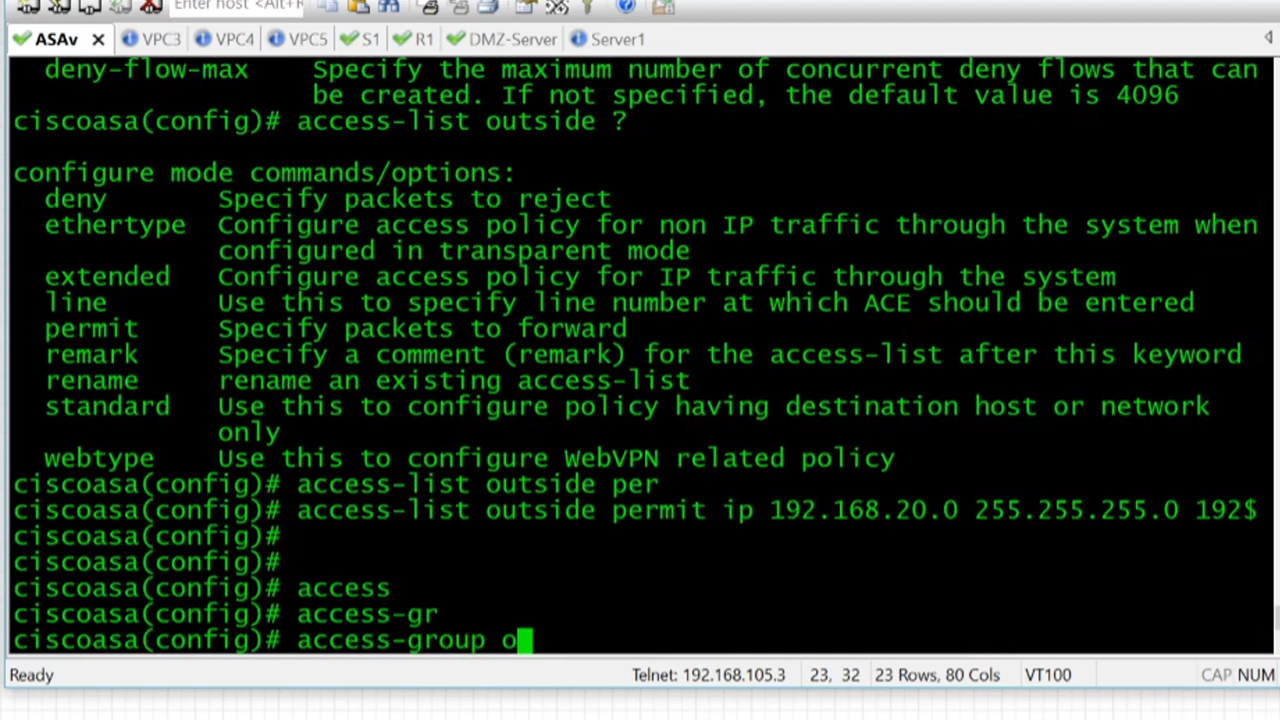 Enter host <Alt+R
ASAv VPC3 VPC4 VPC5 S1 R1 DMZ-Server Server1
deny-flow-max Specify the maximum number of concurrent deny flows that can
be created. If not specified, the default value is 4096
ciscoasa(config)# access-list outside ?
configure mode commands/options:
deny Specify packets to reject
ethertype Configure access policy for non IP traffic through the system when
configured in transparent mode
extended Configure access policy for IP traffic through the system
line Use this to specify line number at which ACE should be entered
permit Specify packets to forward
remark Specify a comment (remark) for the access-list after this keyword
rename rename an existing access-list
standard Use this to configure policy having destination host or network
only
webtype Use this to configure WebVPN related policy
ciscoasa(config)# access-list outside per
ciscoasa(config)# access-list outside permit ip 192.168.20.0 255.255.255.0 192$
ciscoasa(config)#
ciscoasa(config)#
ciscoasa(config)# access
ciscoasa(config)# access-gr
ciscoasa(config)# access-group o
Ready Telnet: 192.168.105.3 23, 32 23 Rows, 80 Cols VT100 CAP NUM